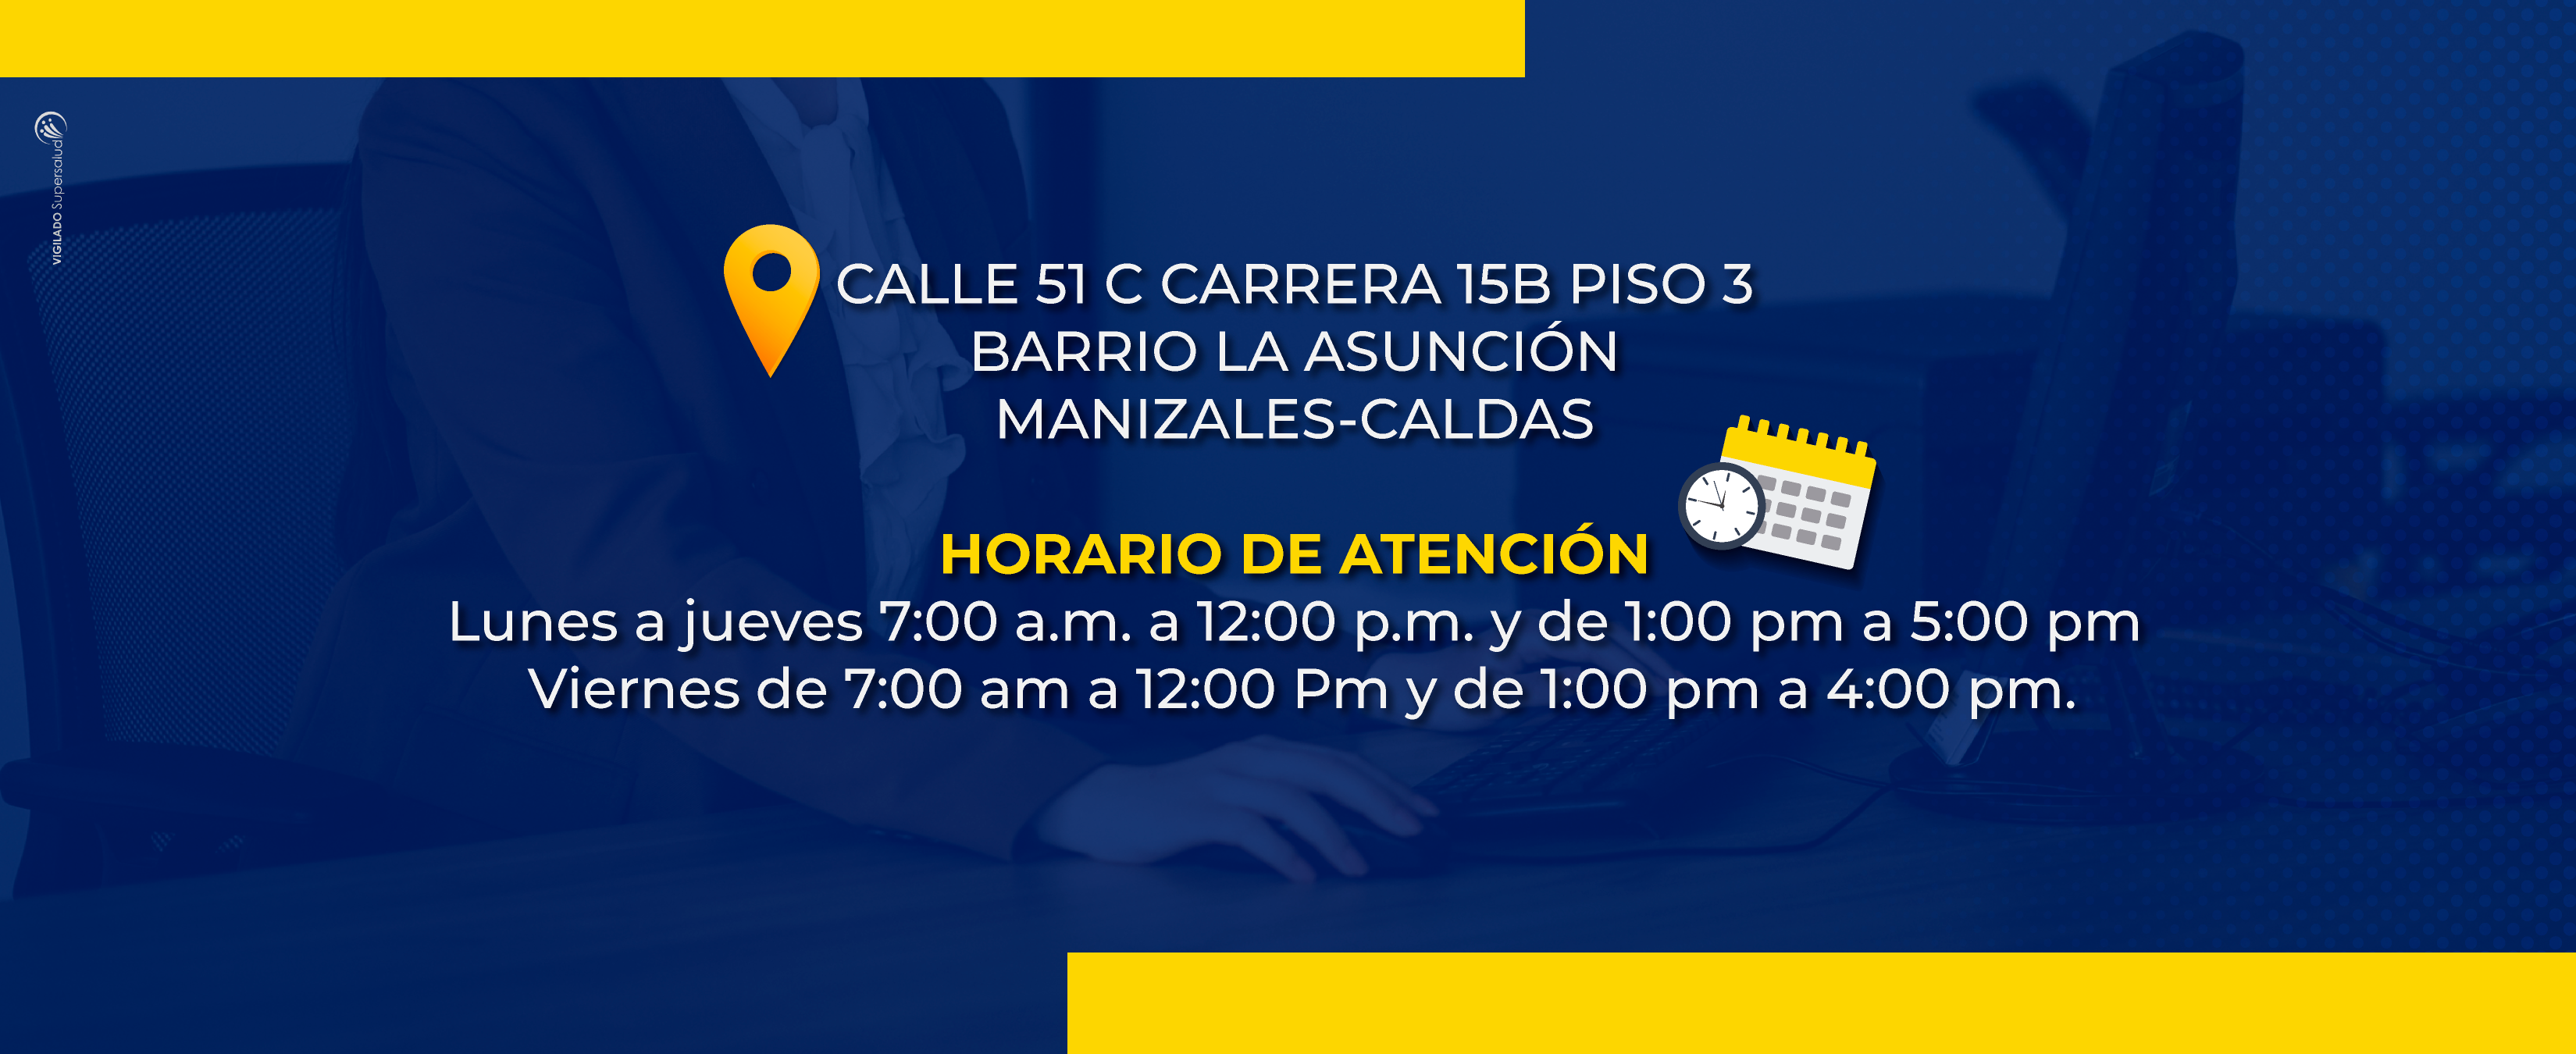 VIGILADO Supersalud
CALLE 51 C CARRERA 15B PISO 3
BARRIO LA ASUNCIÓN
MANIZALES-CALDAS
HORARIO DE ATENCIÓN
Lunes a jueves 7:00 a.m. a 12:00 p.m. y de 1:00 pm a 5:00 pm
Viernes de 7:00 am a 12:00 Pm y de 1:00 pm a 4:00 pm.